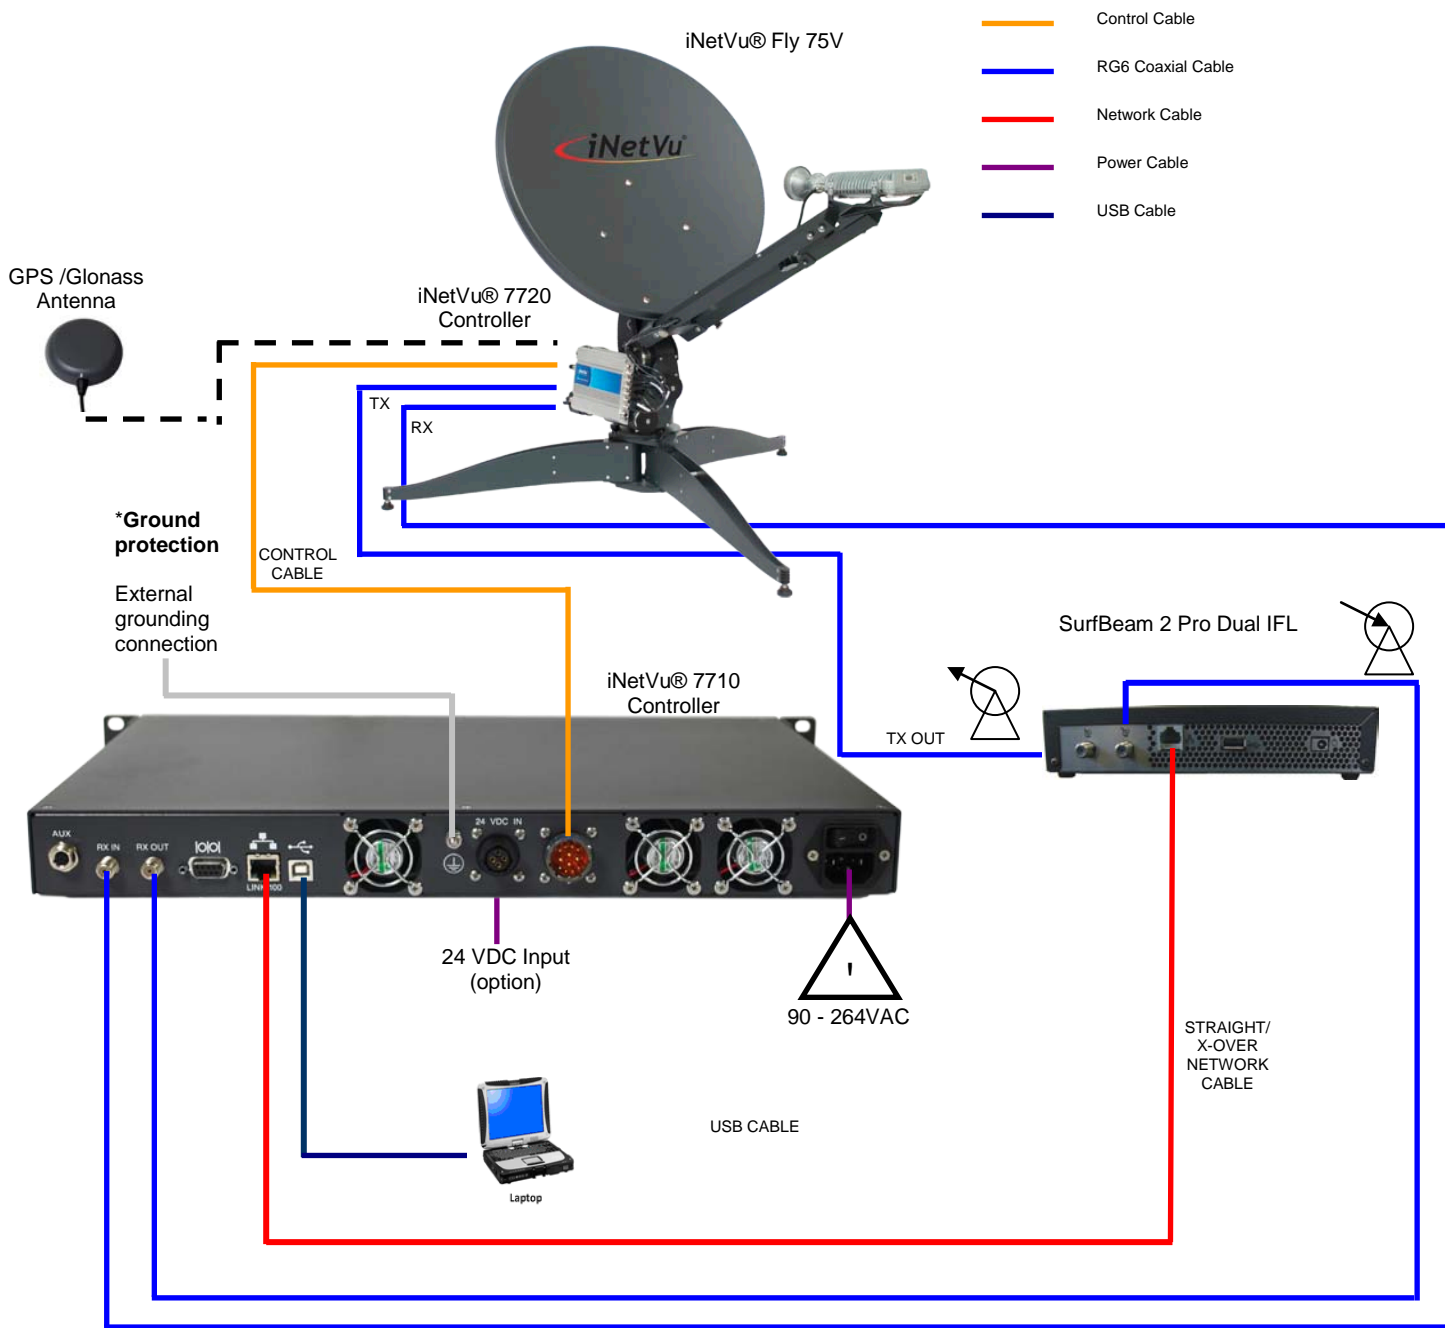 Control Cable
iNetVu® Fly 75V
RG6 Coaxial Cable
Network Cable
Power Cable
USB Cable
iNetVu®
GPS /Glonass
Antenna
iNetVu® 7720
Controller
TX
RX
*Ground
protection
CONTROL
CABLE
External
grounding
connection
SurfBeam 2 Pro Dual IFL
iNetVu® 7710
Controller
TX OUT
AUX
RX IN
RX OUT
24 VDC IN
24 VDC Input
(option)
'
90 - 264VAC
STRAIGHT/
X-OVER
NETWORK
CABLE
USB CABLE
Laptop